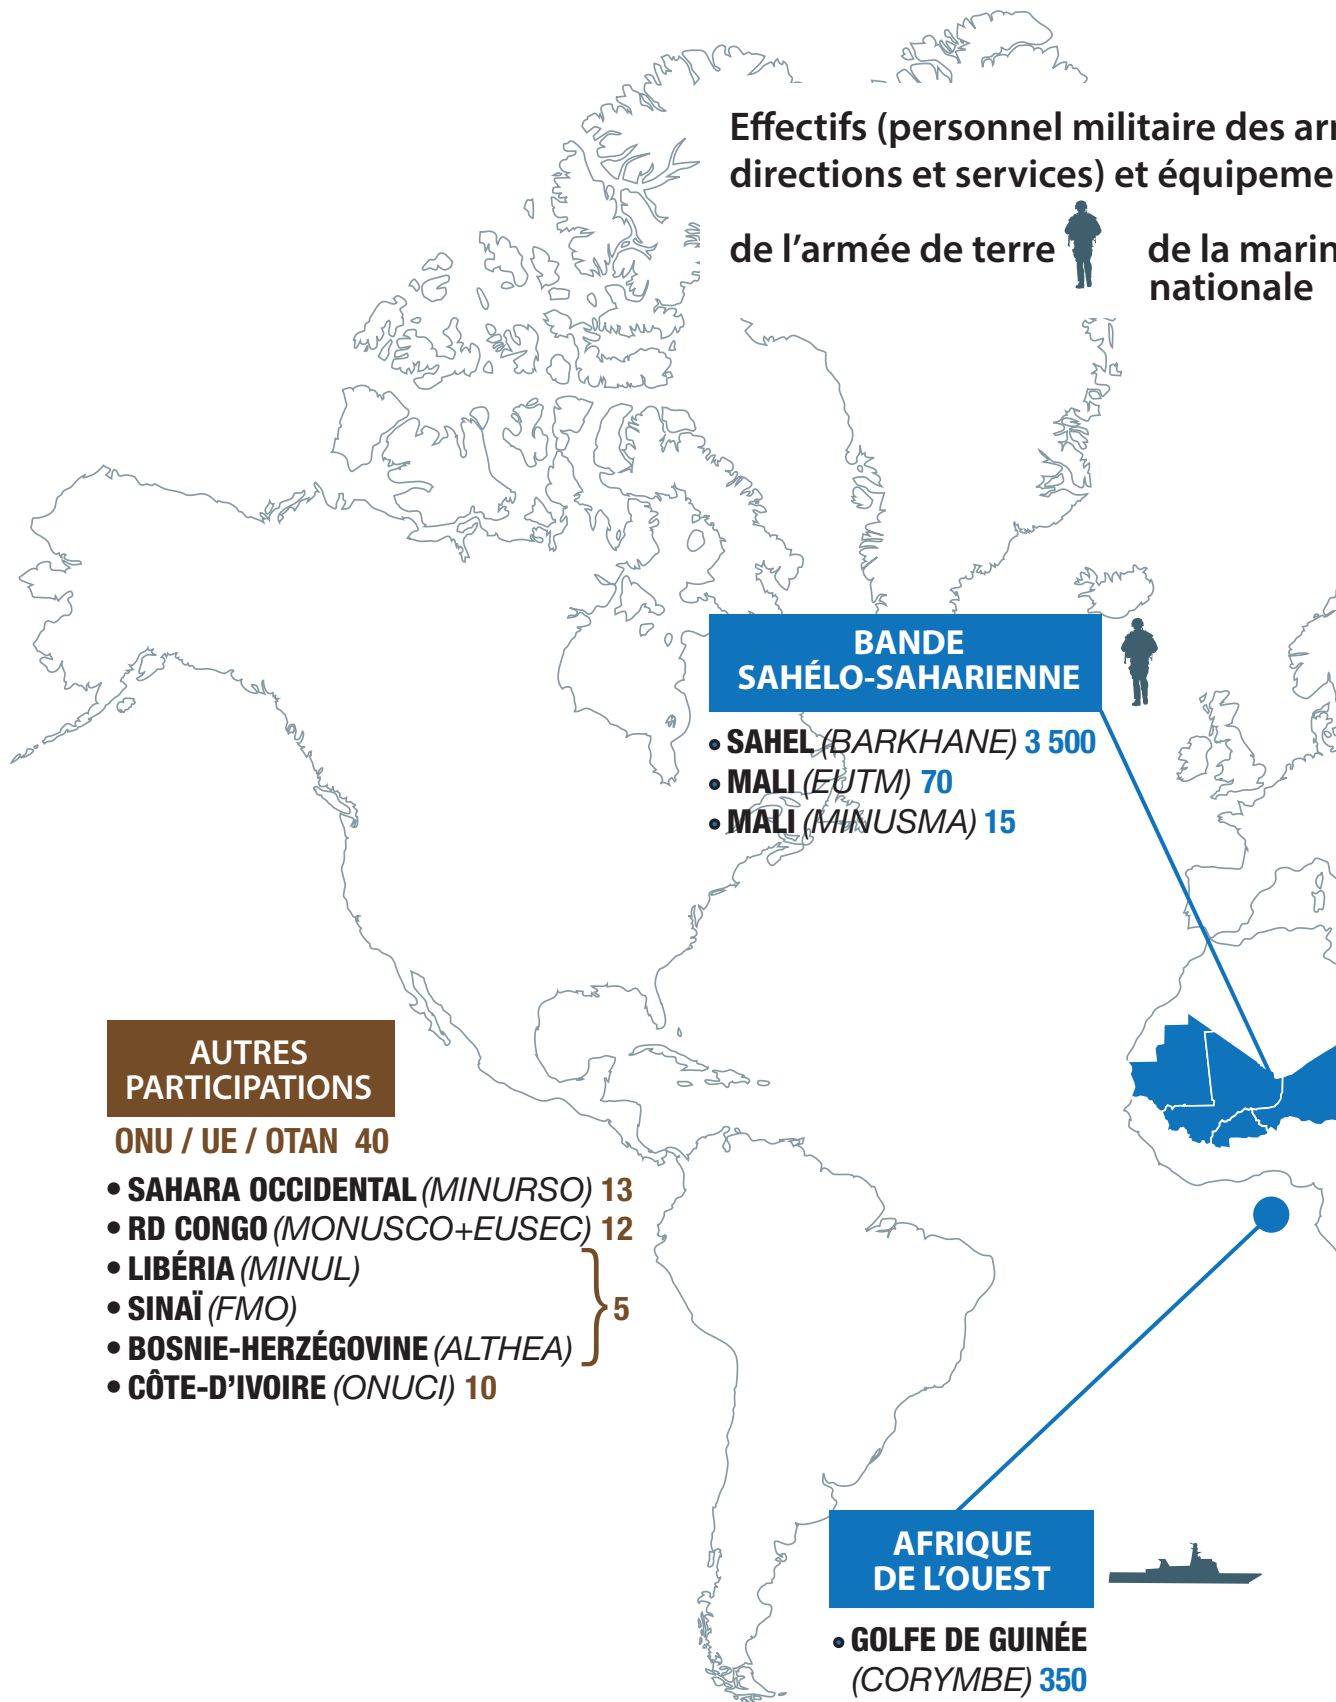 Effectifs (personnel militaire des arr
directions et services) et équipeme
de l'armée de terre
de la marin
nationale
BANDE
SAHÉLO-SAHARIENNE
• SAHEL (BARKHANE) 3 500
• MALI (EUTM) 70
• MALI (MINUSMA) 15
AUTRES
PARTICIPATIONS
ONU / UE / OTAN 40
• SAHARA OCCIDENTAL (MINURSO) 13
• RD CONGO (MONUSCO+EUSEC) 12
• LIBÉRIA (MINUL)
• SINAÏ (FMO)
5
• BOSNIE-HERZÉGOVINE (ALTHEA)
• CÔTE-D'IVOIRE (ONUCI) 10
AFRIQUE
DE L'OUEST
• GOLFE DE GUINÉE
(CORYMBE) 350